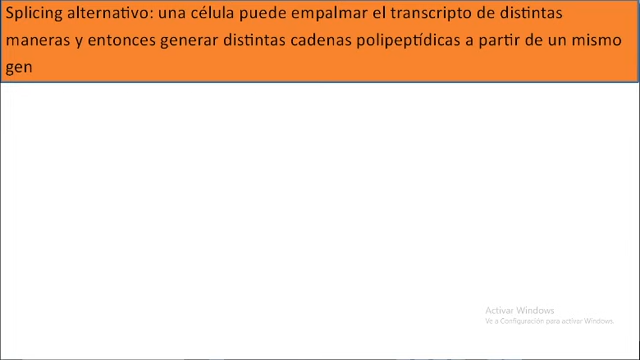 Splicing alternativo: una célula puede empalmar el transcripto de distintas
maneras y entonces generar distintas cadenas polipeptídicas a partir de un mismo
gen
Activar Windows
Ve a Configuración para activar Windows.